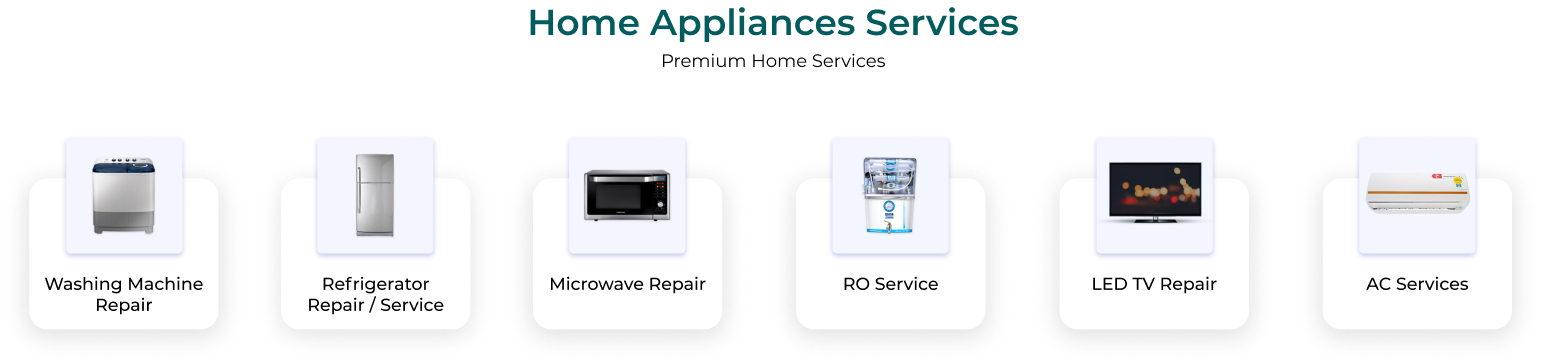 Home Appliances Services
Premium Home Services
Washing Machine
Repair
Refrigerator
Repair / Service
Microwave Repair
RO Service
LED TV Repair
AC Services